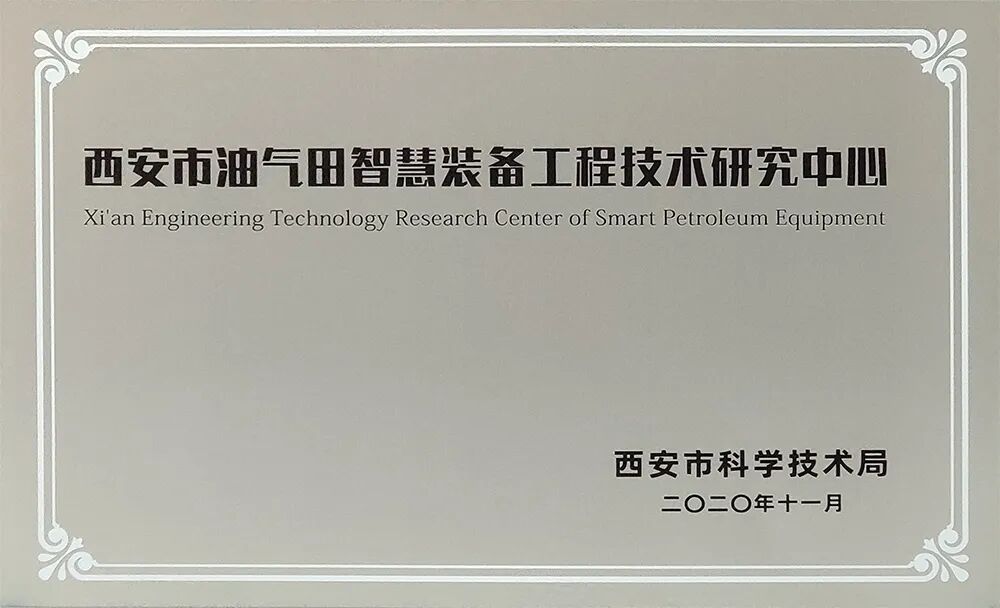 西安市油气田智慧装备工程技术研究中心
Xi'an Engineering Technology Research Center of Smart Petroleum Equipment
西安市科学技术局
二〇二〇年十一月